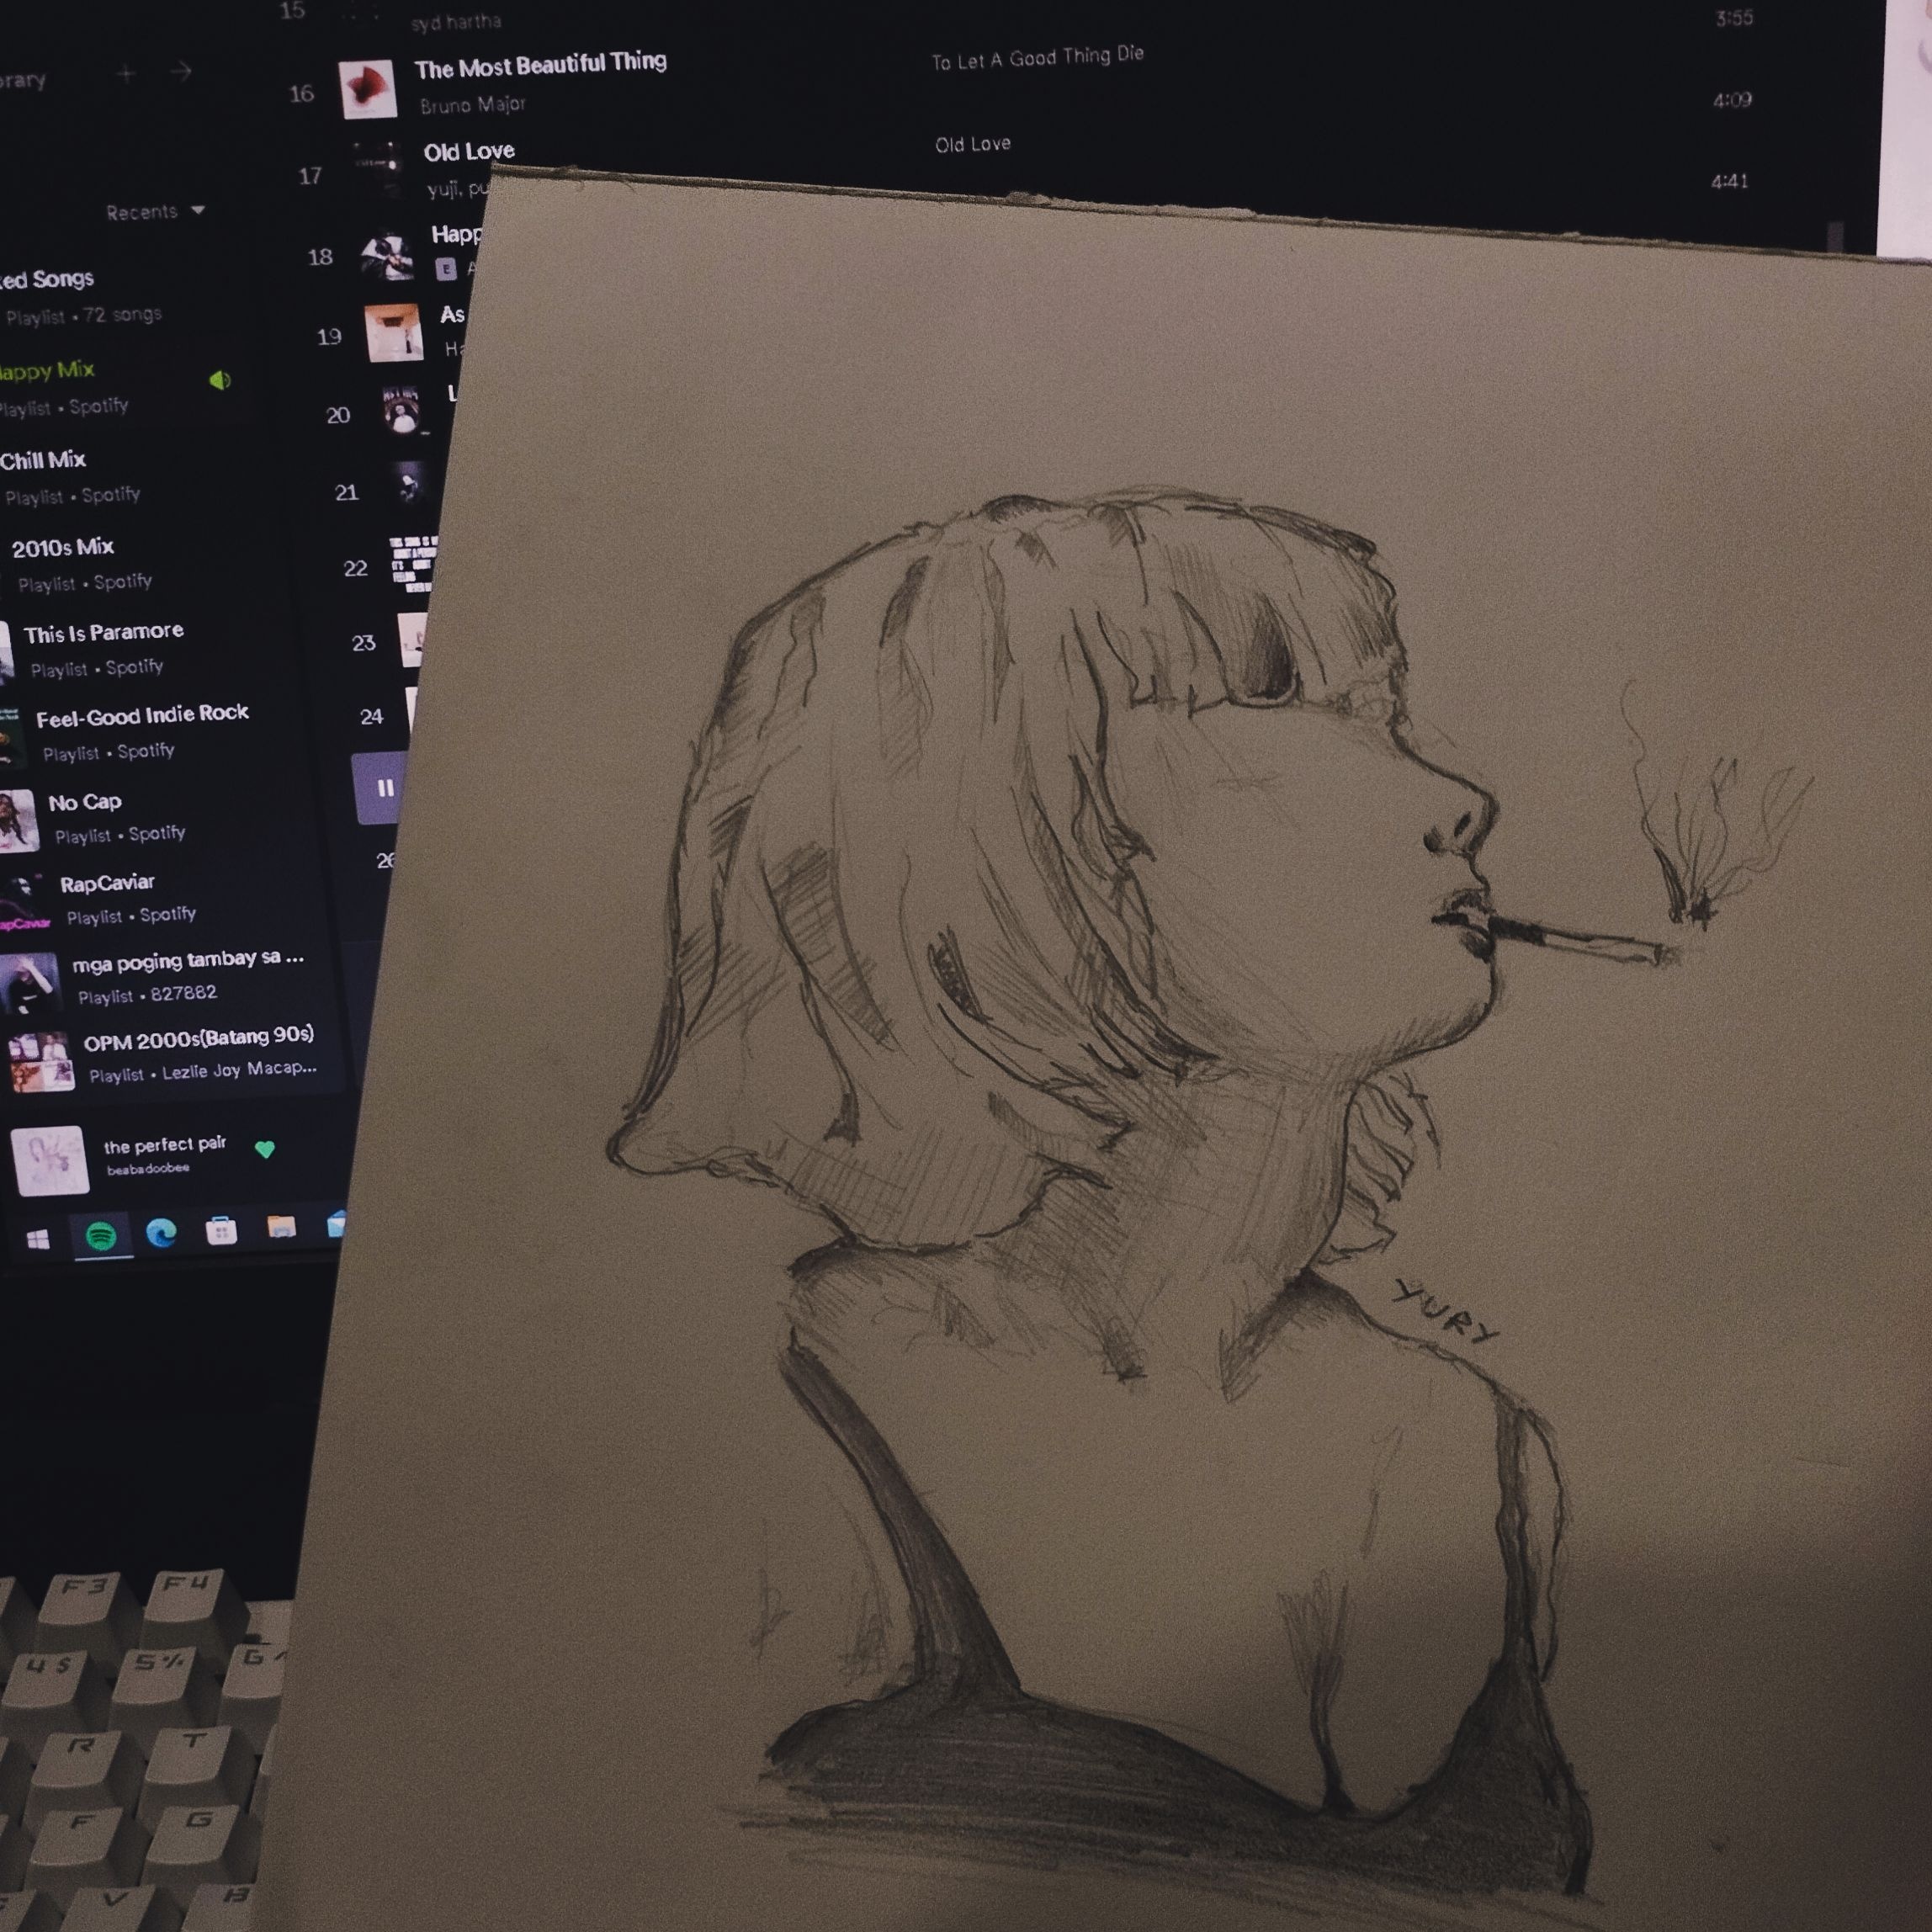 15
syd hartha
3:55
16
The Most Beautiful Thing
Bruno Major
To Let A Good Thing Die
4:09
17
Old Love
yuji,
Old Love
4:41
18
E
19
As
20
21
22
23
24
26
Recents
Songs
Playlist • 72 songs
Mix
Playlist • Spotify
Chill Mix
Playlist • Spotify
2010s Mix
Playlist • Spotify
This Is Paramore
Playlist • Spotify
Feel-Good Indie Rock
Playlist • Spotify
No Cap
Playlist • Spotify
RapCaviar
Playlist • Spotify
mga poging tambay sa ...
Playlist • 827882
OPM 2000s(Batang 90s)
Playlist • Lezlie Joy Macap...
the perfect pair
beabadoobee
YURY
F3 F4
4 $ 5 % 6
R T
F G
V B